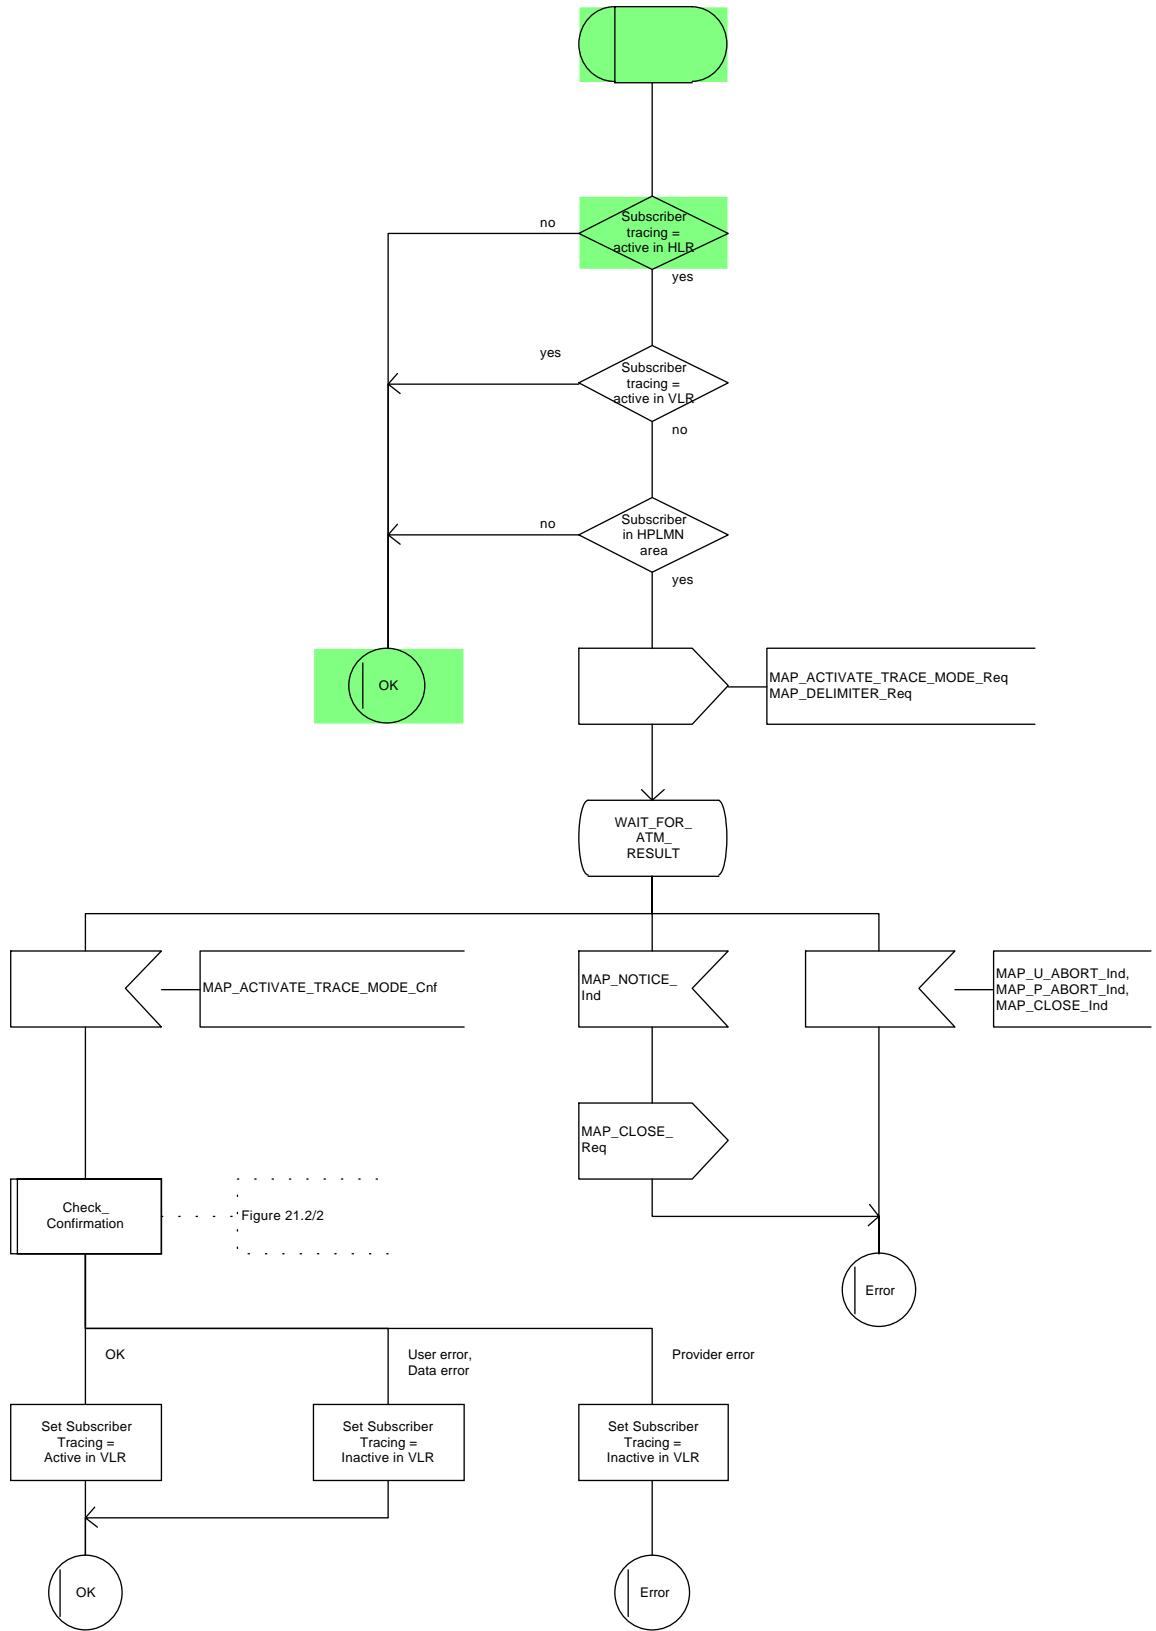 Subscriber
tracing =
active in HLR
no
yes
Subscriber
tracing =
active in VLR
yes
no
Subscriber
in HPLMN
area
no
yes
OK
MAP_ACTIVATE_TRACE_MODE_Req
MAP_DELIMITER_Req
WAIT_FOR_
ATM_
RESULT
MAP_ACTIVATE_TRACE_MODE_Cnf
MAP_NOTICE_
Ind
MAP_U_ABORT_Ind,
MAP_P_ABORT_Ind,
MAP_CLOSE_Ind
MAP_CLOSE_
Req
Check_
Confirmation
Figure 21.2/2
Error
OK
User error,
Data error
Provider error
Set Subscriber
Tracing =
Active in VLR
Set Subscriber
Tracing =
Inactive in VLR
Set Subscriber
Tracing =
Inactive in VLR
OK
Error